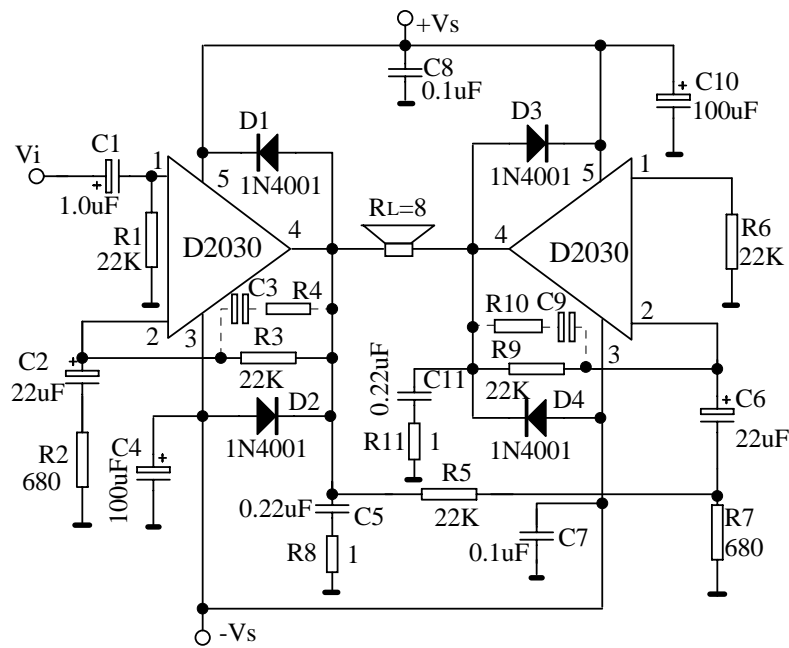 +Vs
C8
0.1uF
C10
+
100uF
D1
1N4001
D3
1N4001
Vi
C1
+
1.0uF
1
5
D2030
4
2
3
R1
22K
RL=8
4
5
D2030
1
2
3
R6
22K
C3
R4
R10
C9
R3
22K
R9
22K
C2
+
22uF
R2
680
C4
+
100uF
D2
1N4001
0.22uF
C11
R11
1
D4
1N4001
C6
+
22uF
R5
22K
0.22uF
C5
R8
1
0.1uF
C7
R7
680
-Vs